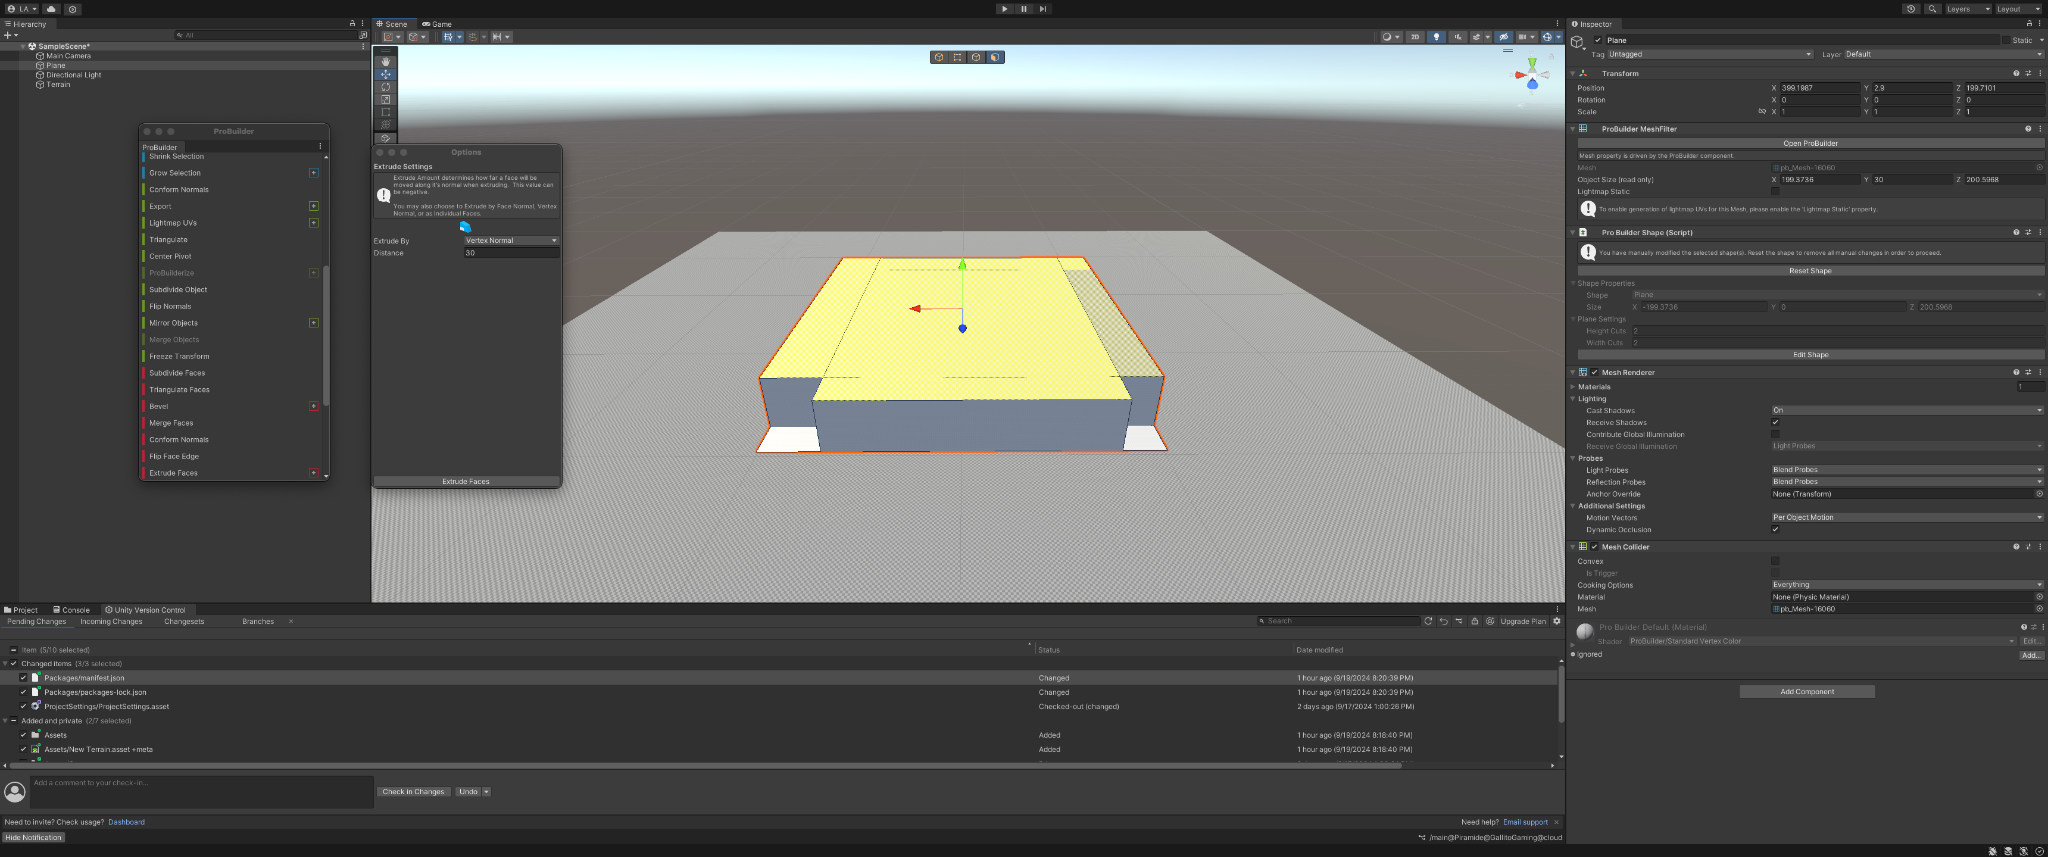 LA
Layers
Layout
Hierarchy
All
SampleScene*
Main Camera
Plane
Directional Light
Terrain
ProBuilder
ProBuilder
Shrink Selection
Grow Selection
Conform Normals
Export
Lightmap UVs
Triangulate
Center Pivot
ProBuilderize
Subdivide Object
Flip Normals
Mirror Objects
Merge Objects
Freeze Transform
Subdivide Faces
Triangulate Faces
Bevel
Merge Faces
Conform Normals
Flip Face Edge
Extrude Faces
Scene
Game
2D
Options
Extrude Settings
Extrude Amount determines how far a face will be
moved along it's normal when extruding. This value can
be negative.
You may also choose to Extrude by Face Normal, Vertex
Normal, or as Individual Faces.
Extrude By Vertex Normal
Distance 30
Extrude Faces
Inspector
Plane
Static
Tag Untagged Layer Default
Transform
Position X 399.1987 Y 2.9 Z 199.7101
Rotation X 0 Y 0 Z 0
Scale X 1 Y 1 Z 1
ProBuilder MeshFilter
Open ProBuilder
Mesh property is driven by the ProBuilder component.
Mesh pb_Mesh-16060
Object Size (read only) X 199.3736 Y 30 Z 200.5968
Lightmap Static
To enable generation of lightmap UVs for this Mesh, please enable the 'Lightmap Static' property.
Pro Builder Shape (Script)
You have manually modified the selected shape(s). Reset the shape to remove all manual changes in order to proceed.
Reset Shape
Shape Properties
Shape Plane
Size X -199.3736 Y 0 Z 200.5968
Plane Settings
Height Cuts 2
Width Cuts 2
Edit Shape
Mesh Renderer
Materials 1
Lighting
Cast Shadows On
Receive Shadows
Contribute Global Illumination
Receive Global Illumination Light Probes
Probes
Light Probes Blend Probes
Reflection Probes Blend Probes
Anchor Override None (Transform)
Additional Settings
Motion Vectors Per Object Motion
Dynamic Occlusion
Mesh Collider
Convex
Is Trigger
Cooking Options Everything
Material None (Physic Material)
Mesh pb_Mesh-16060
Pro Builder Default (Material)
Shader ProBuilder/Standard Vertex Color Edit...
Ignored
Add...
Add Component
Project
Console
Unity Version Control
Pending Changes
Incoming Changes
Changesets
Branches
Search
Upgrade Plan
Item (5/10 selected) Status Date modified
Changed items (3/3 selected)
Packages/manifest.json Changed 1 hour ago (9/19/2024 8:20:39 PM)
Packages/packages-lock.json Changed 1 hour ago (9/19/2024 8:20:39 PM)
ProjectSettings/ProjectSettings.asset Checked-out (changed) 2 days ago (9/17/2024 1:00:26 PM)
Added and private (2/7 selected)
Assets Added 1 hour ago (9/19/2024 8:18:40 PM)
Assets/New Terrain.asset +meta Added 1 hour ago (9/19/2024 8:18:40 PM)
Add a comment to your check-in...
Check in Changes
Undo
Need to invite? Check usage? Dashboard
Need help? Email support
Hide Notification
/main@Piramide@GallitoGaming@cloud